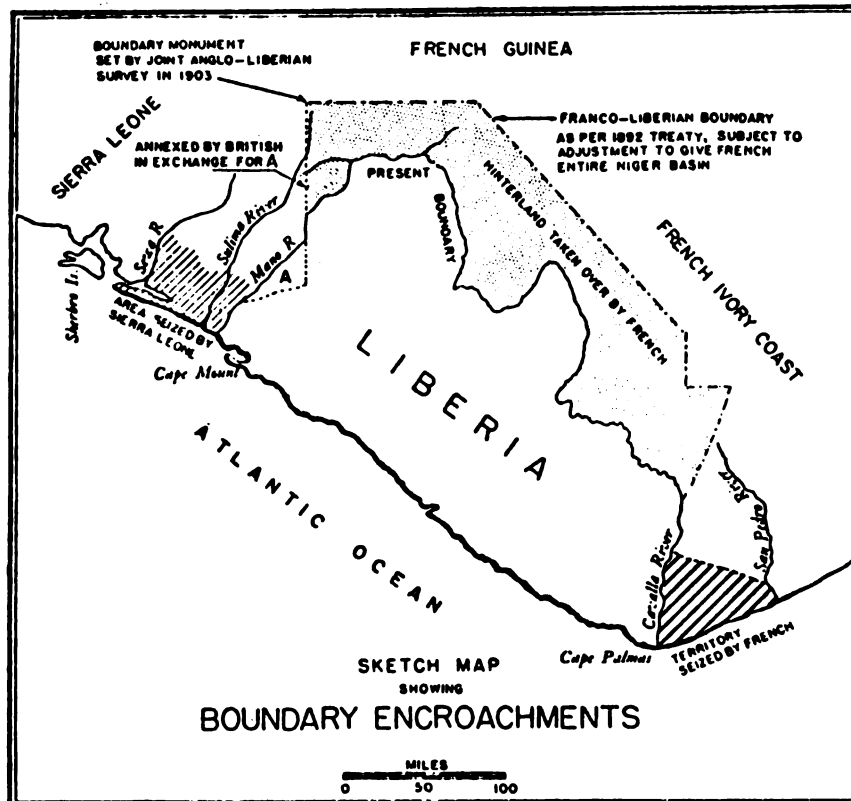 BOUNDARY MONUMENT
SET BY JOINT ANGLO-LIBERIAN
SURVEY IN 1903
FRENCH GUINEA
SIERRA LEONE
ANNEXED BY BRITISH
IN EXCHANGE FOR A
FRANCO-LIBERIAN BOUNDARY
AS PER 1892 TREATY, SUBJECT TO
ADJUSTMENT TO GIVE FRENCH
ENTIRE NIGER BASIN
PRESENT
BOUNDARY
HINTERLAND TAKEN OVER BY FRENCH
FRENCH IVORY COAST
Sulima River
Mano R
A
Sherbro Is.
AREA SEIZED BY
SIERRA LEONE
Cape Mount
LIBERIA
ATLANTIC OCEAN
Cavalla River
San Pedro
River
Cape Palmas
TERRITORY
SEIZED BY FRENCH
SKETCH MAP
SHOWING
BOUNDARY ENCROACHMENTS
MILES
0 50 100